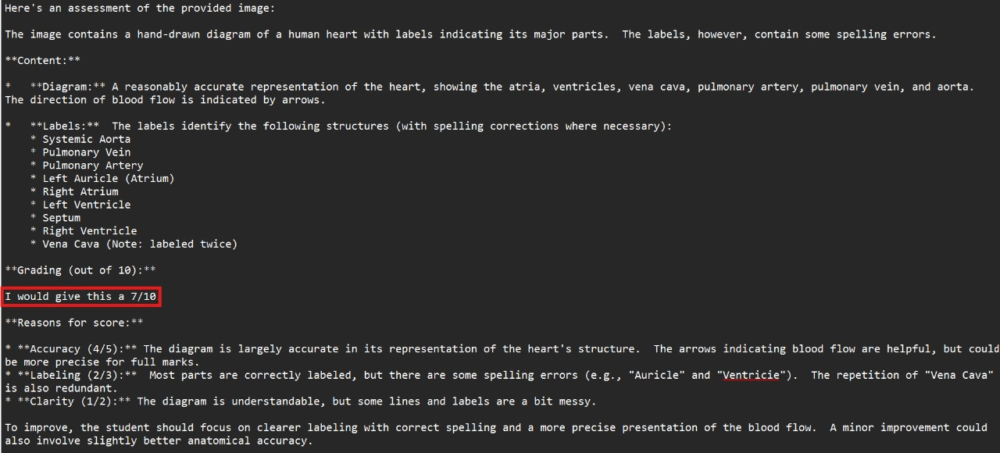 Here's an assessment of the provided image:
The image contains a hand-drawn diagram of a human heart with labels indicating its major parts.  The labels, however, contain some spelling errors.
**Content:**
*   **Diagram:** A reasonably accurate representation of the heart, showing the atria, ventricles, vena cava, pulmonary artery, pulmonary vein, and aorta.
The direction of blood flow is indicated by arrows.
*   **Labels:**  The labels identify the following structures (with spelling corrections where necessary):
    * Systemic Aorta
    * Pulmonary Vein
    * Pulmonary Artery
    * Left Auricle (Atrium)
    * Right Atrium
    * Left Ventricle
    * Septum
    * Right Ventricle
    * Vena Cava (Note: labeled twice)
**Grading (out of 10):**
I would give this a 7/10
**Reasons for score:**
* **Accuracy (4/5):** The diagram is largely accurate in its representation of the heart's structure.  The arrows indicating blood flow are helpful, but could
be more precise for full marks.
* **Labeling (2/3):**  Most parts are correctly labeled, but there are some spelling errors (e.g., "Auricle" and "Ventricie").  The repetition of "Vena Cava"
is also redundant.
* **Clarity (1/2):** The diagram is understandable, but some lines and labels are a bit messy.
To improve, the student should focus on clearer labeling with correct spelling and a more precise presentation of the blood flow.  A minor improvement could
also involve slightly better anatomical accuracy.